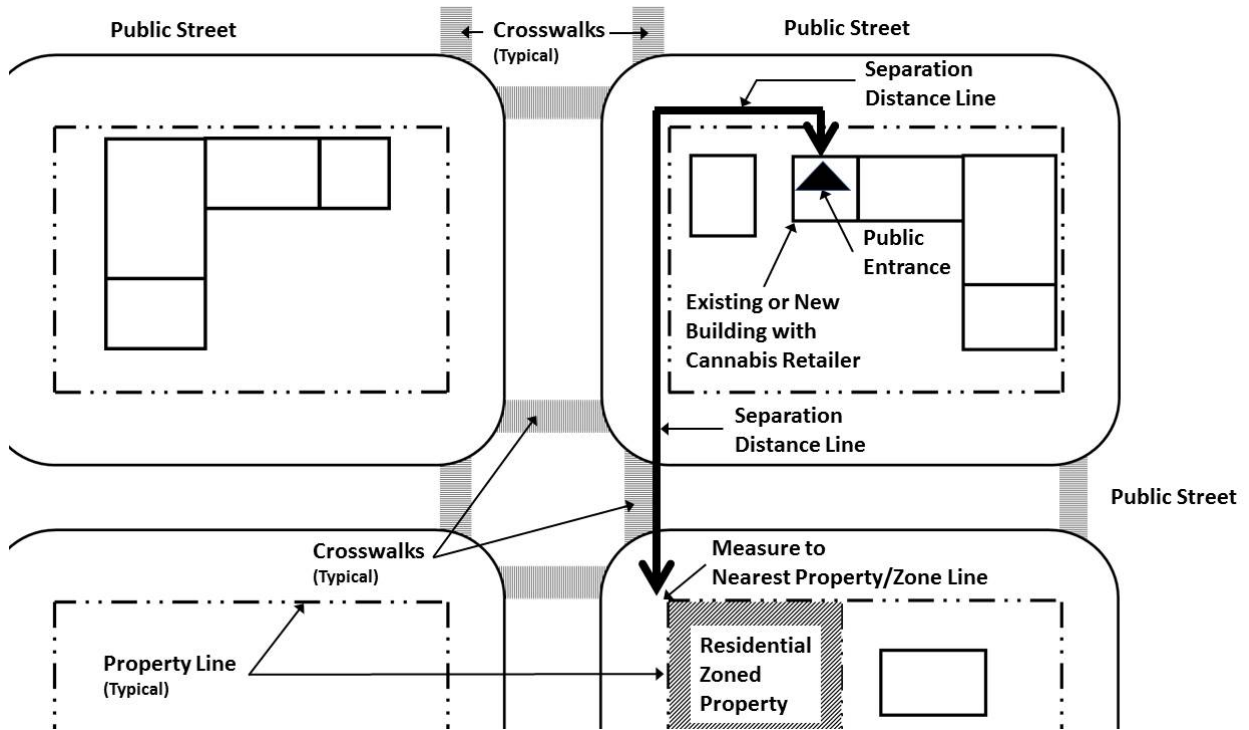 Public Street
Crosswalks
(Typical)
Public Street
Separation
Distance Line
Public
Entrance
Existing or New
Building with
Cannabis Retailer
Separation
Distance Line
Public Street
Crosswalks
(Typical)
Measure to
Nearest Property/Zone Line
Property Line
(Typical)
Residential
Zoned
Property